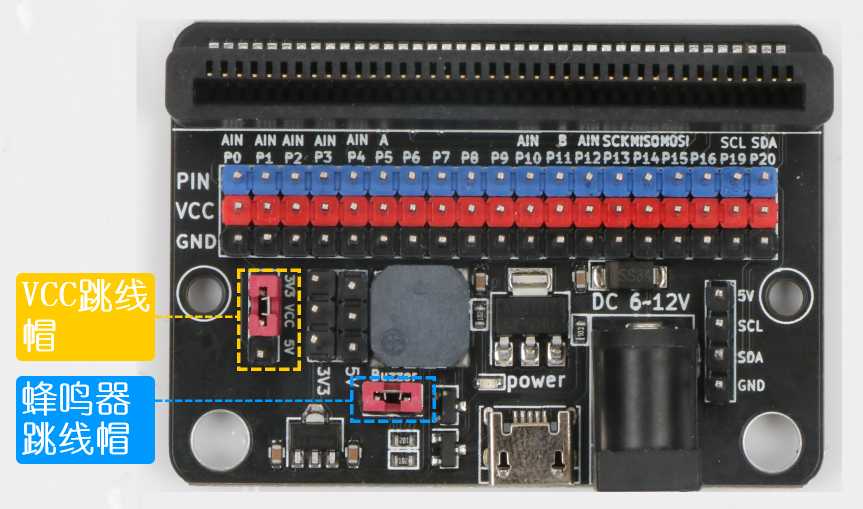 AIN AIN AIN AIN AIN A AIN B AIN SCK MISO MOSI SCL SDA
P0 P1 P2 P3 P4 P5 P6 P7 P8 P9 P10 P11 P12 P13 P14 P15 P16 P19 P20
PIN
VCC
GND
VCC跳线
帽
3V3 VCC 5V
3V3
5V
Buzzer
蜂鸣器
跳线帽
SS34
DC 6-12V
power
5V
SCL
SDA
GND
201
102